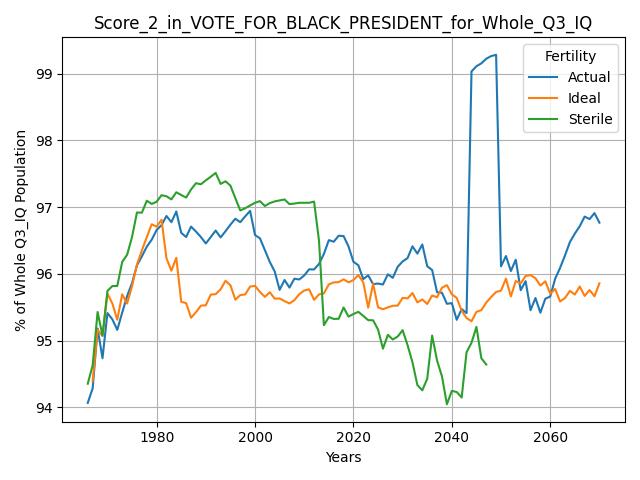 Score_2_in_VOTE_FOR_BLACK_PRESIDENT_for_Whole_Q3_IQ
% of Whole Q3_IQ Population
99
98
97
96
95
94
Fertility
Actual
Ideal
Sterile
1980
2000
2020
2040
2060
Years